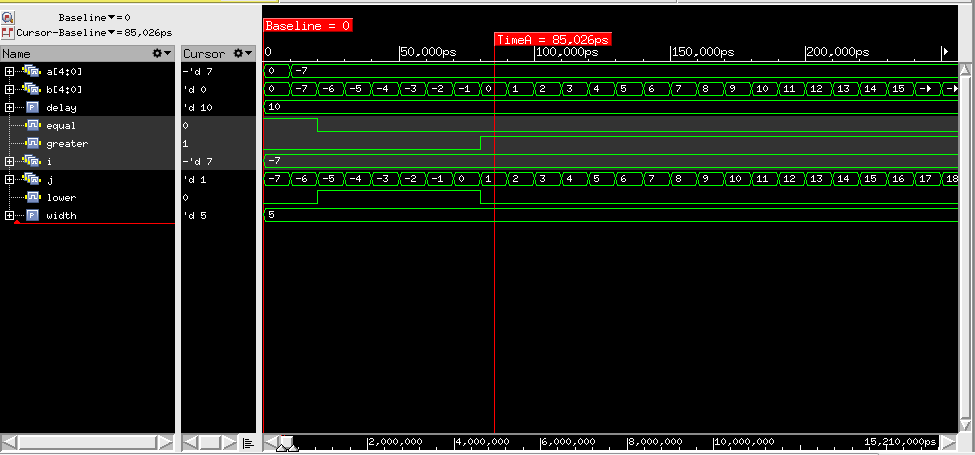 Baseline▼=0
Cursor-Baseline▼=85,026ps
Baseline = 0
TimeA = 85,026ps
Name Cursor 0 50,000ps 100,000ps 150,000ps 200,000ps
a[4:0] -'d 7 0 -7
b[4:0] 'd 0 0 -7 -6 -5 -4 -3 -2 -1 0 1 2 3 4 5 6 7 8 9 10 11 12 13 14 15 - -
P delay 'd 10 10
equal 0
greater 1
i -'d 7 -7
j 'd 1 -7 -6 -5 -4 -3 -2 -1 0 1 2 3 4 5 6 7 8 9 10 11 12 13 14 15 16 17 18
lower 0
P width 'd 5 5
2,000,000 4,000,000 6,000,000 8,000,000 10,000,000 15,210,000ps